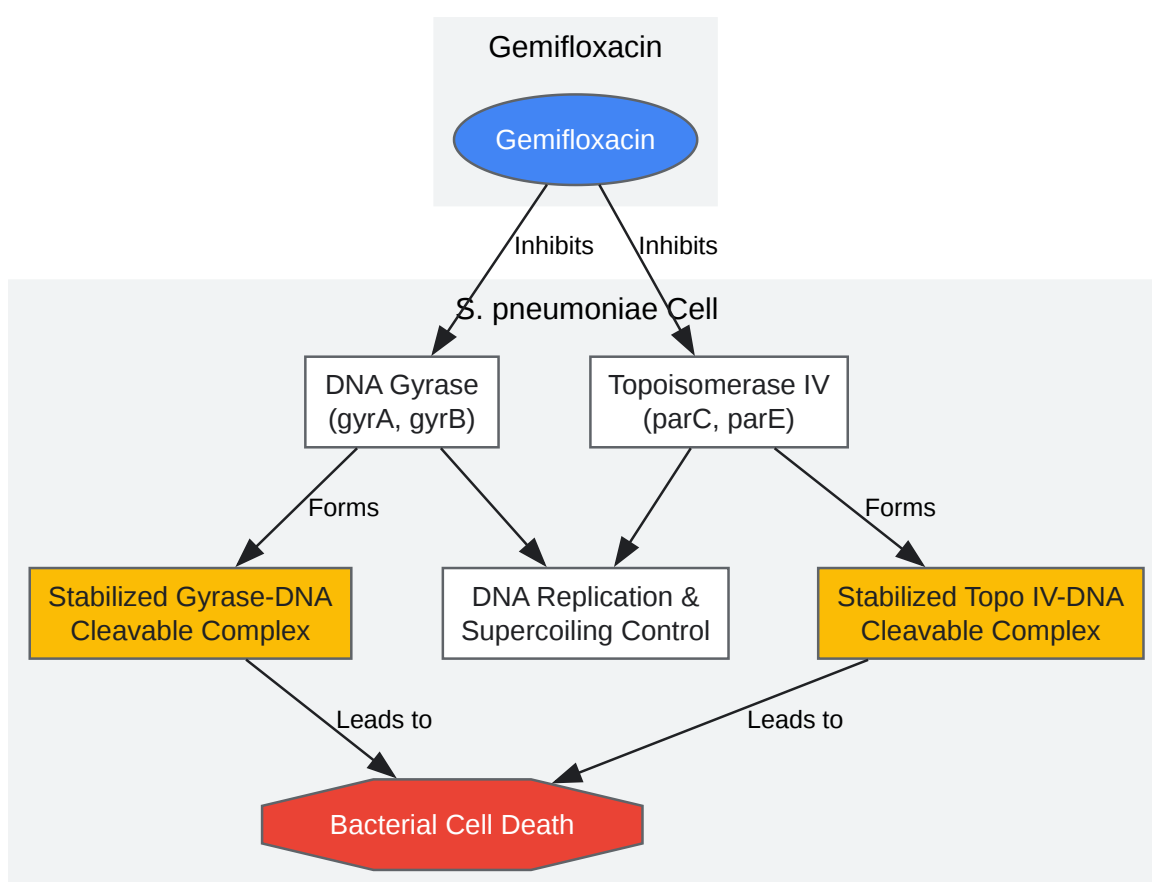 Gemifloxacin
Gemifloxacin
Inhibits
Inhibits
S. pneumoniae Cell
DNA Gyrase
(gyrA, gyrB)
Topoisomerase IV
(parC, parE)
Forms
Forms
Stabilized Gyrase-DNA
Cleavable Complex
DNA Replication &
Supercoiling Control
Stabilized Topo IV-DNA
Cleavable Complex
Leads to
Leads to
Bacterial Cell Death